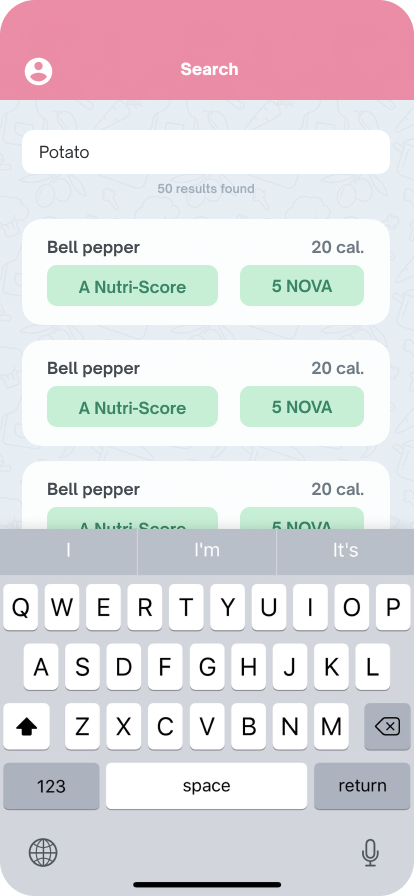 Search
Potato
50 results found
Bell pepper 20 cal.
A Nutri-Score 5 NOVA
Bell pepper 20 cal.
A Nutri-Score 5 NOVA
Bell pepper 20 cal.
A Nutri-Score 5 NOVA
I I'm It's
Q W E R T Y U I O P
A S D F G H J K L
Z X C V B N M
123 space return